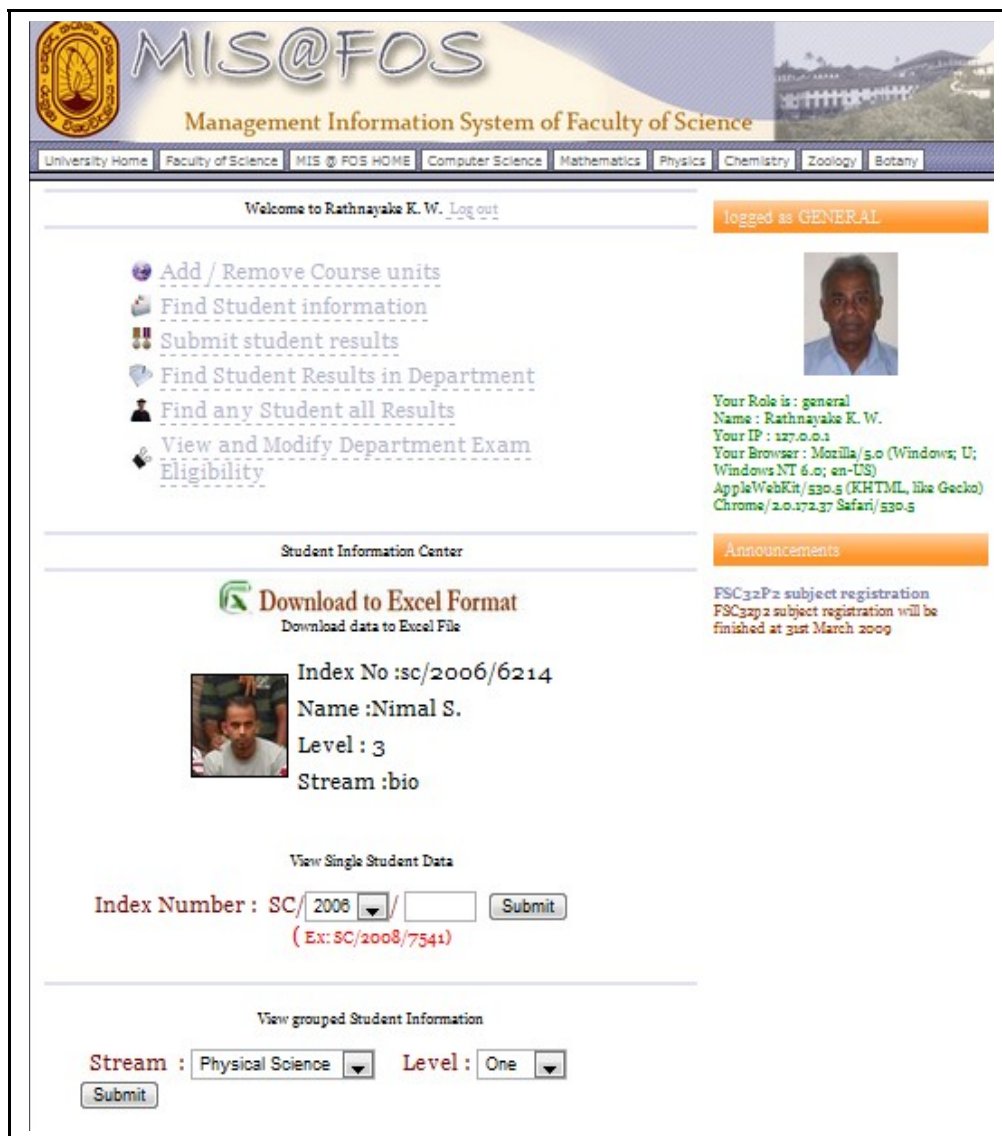 MIS@FOS
Management Information System of Faculty of Science
University Home Faculty of Science MIS @ FOS HOME Computer Science Mathematics Physics Chemistry Zoology Botany
Welcome to Rathnayake K. W. Log out
Add / Remove Course units
Find Student information
Submit student results
Find Student Results in Department
Find any Student all Results
View and Modify Department Exam
Eligibility
logged as GENERAL
Your Role is : general
Name : Rathnayake K. W.
Your IP : 127.0.0.1
Your Browser : Mozilla/5.0 (Windows; U;
Windows NT 6.0; en-US)
AppleWebKit/530.5 (KHTML, like Gecko)
Chrome/2.0.172.37 Safari/530.5
Announcements
FSC32P2 subject registration
FSC32p2 subject registration will be
finished at 31st March 2009
Student Information Center
Download to Excel Format
Download data to Excel File
Index No :sc/2006/6214
Name :Nimal S.
Level : 3
Stream :bio
View Single Student Data
Index Number : SC/ 2006 / Submit
( Ex: SC/2008/7541)
View grouped Student Information
Stream : Physical Science Level : One
Submit